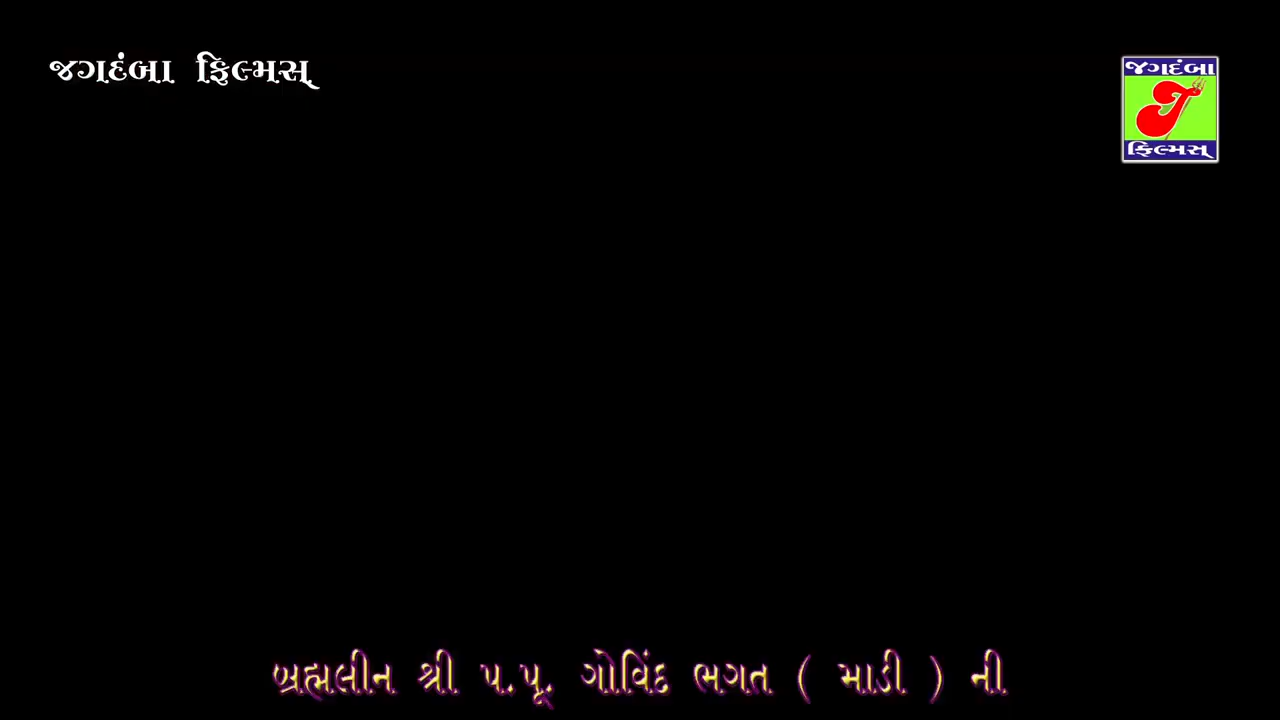 જગદંબા ફિલ્મસ્
જગદંબા
ફિલ્મસ્
બ્રહ્મલીન શ્રી પ.પૂ. ગોવિંદ ભગત ( માડી ) ની